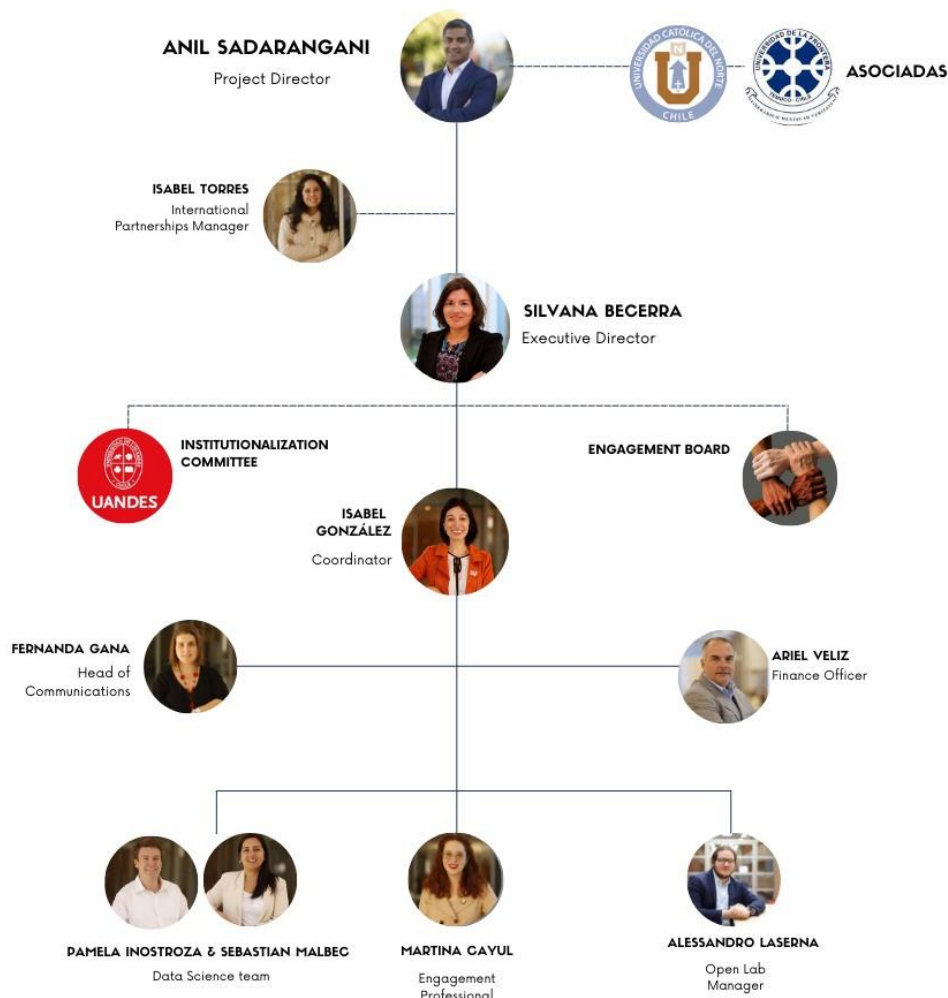 ANIL SADARANGANI
Project Director
UNIVERSIDAD CATÓLICA DEL NORTE
CHILE
UNIVERSIDAD DE LA FRONTERA
TEMUCO - CHILE
ASOCIADAS
ISABEL TORRES
International
Partnerships Manager
SILVANA BECERRA
Executive Director
UANDES
INSTITUTIONALIZATION
COMMITTEE
ENGAGEMENT BOARD
ISABEL
GONZÁLEZ
Coordinator
FERNANDA GANA
Head of
Communications
ARIEL VELIZ
Finance Officer
PAMELA INOSTROZA & SEBASTIAN MALBEC
Data Science team
MARTINA CAYUL
Engagement
Professional
ALESSANDRO LASERNA
Open Lab
Manager